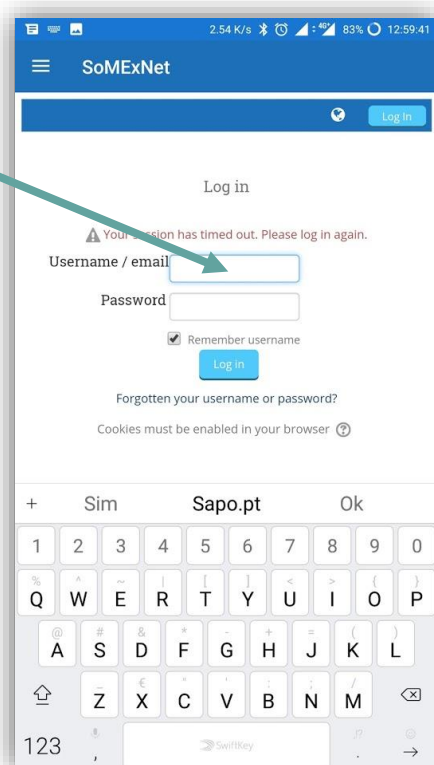 2.54 K/s 4G+ 83% 12:59:41
SoMExNet
Log In
Log in
Your session has timed out. Please log in again.
Username / email
Password
Remember username
Log in
Forgotten your username or password?
Cookies must be enabled in your browser ?
+ Sim Sapo.pt Ok
1 2 3 4 5 6 7 8 9 0
% ^ ~ | [ ] < > { }
Q W E R T Y U I O P
@ # & * - + = ( )
A S D F G H J K L
_ € " ' : ; /
Z X C V B N M
123 , SwiftKey !? .